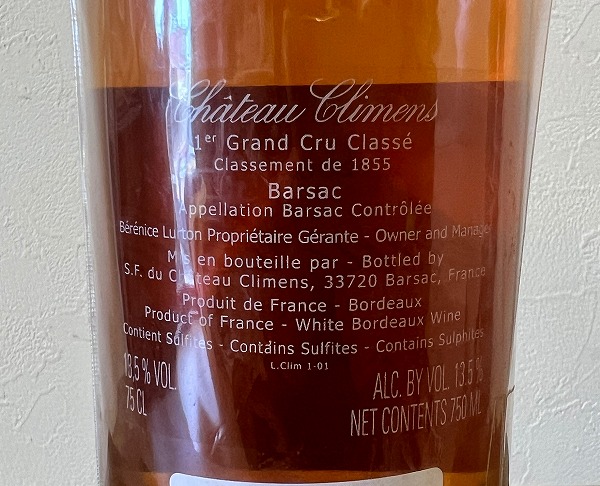 Château Climens
1er Grand Cru Classé
Classement de 1855
Barsac
Appellation Barsac Contrôlée
Bérénice Lurton Propriétaire Gérante - Owner and Manager
Mis en bouteille par - Bottled by
S.F. du Château Climens, 33720 Barsac, France
Produit de France - Bordeaux
Product of France - White Bordeaux Wine
Contient Sulfites - Contains Sulfites - Contains Sulphites
L.Clim 1-01
13.5 % VOL.
75 CL
ALC. BY VOL. 13.5 %
NET CONTENTS 750 ML